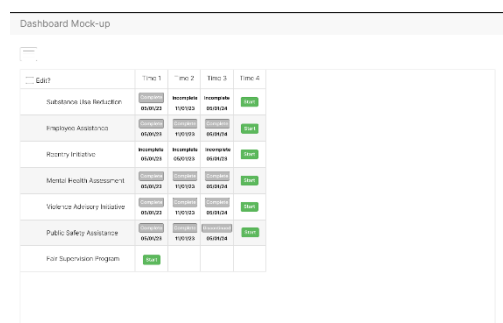 Dashboard Mock-up
Edit? Time 1 Time 2 Time 3 Time 4
Substance Use Reduction Complete Incomplete Incomplete Start
05/01/23 11/01/23 05/01/24
Employee Assistance Complete Complete Complete Start
05/01/23 11/01/23 05/01/24
Reentry Initiative Incomplete Incomplete Incomplete Start
05/01/23 05/01/23 05/01/23
Mental Health Assessment Complete Complete Complete Start
05/01/23 11/01/23 05/01/24
Violence Advisory Initiative Complete Complete Complete Start
05/01/23 11/01/23 05/01/24
Public Safety Assistance Complete Complete Start
05/01/23 11/01/23 05/01/24
Fair Supervision Program Start